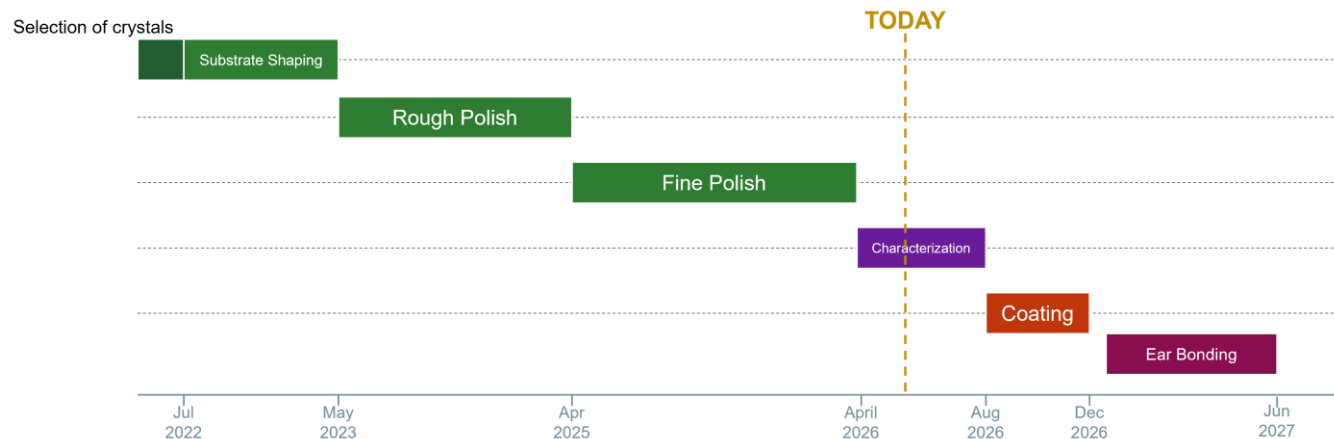 TODAY
Selection of crystals
Substrate Shaping
Rough Polish
Fine Polish
Characterization
Coating
Ear Bonding
Jul
2022
May
2023
Apr
2025
April
2026
Aug
2026
Dec
2026
Jun
2027